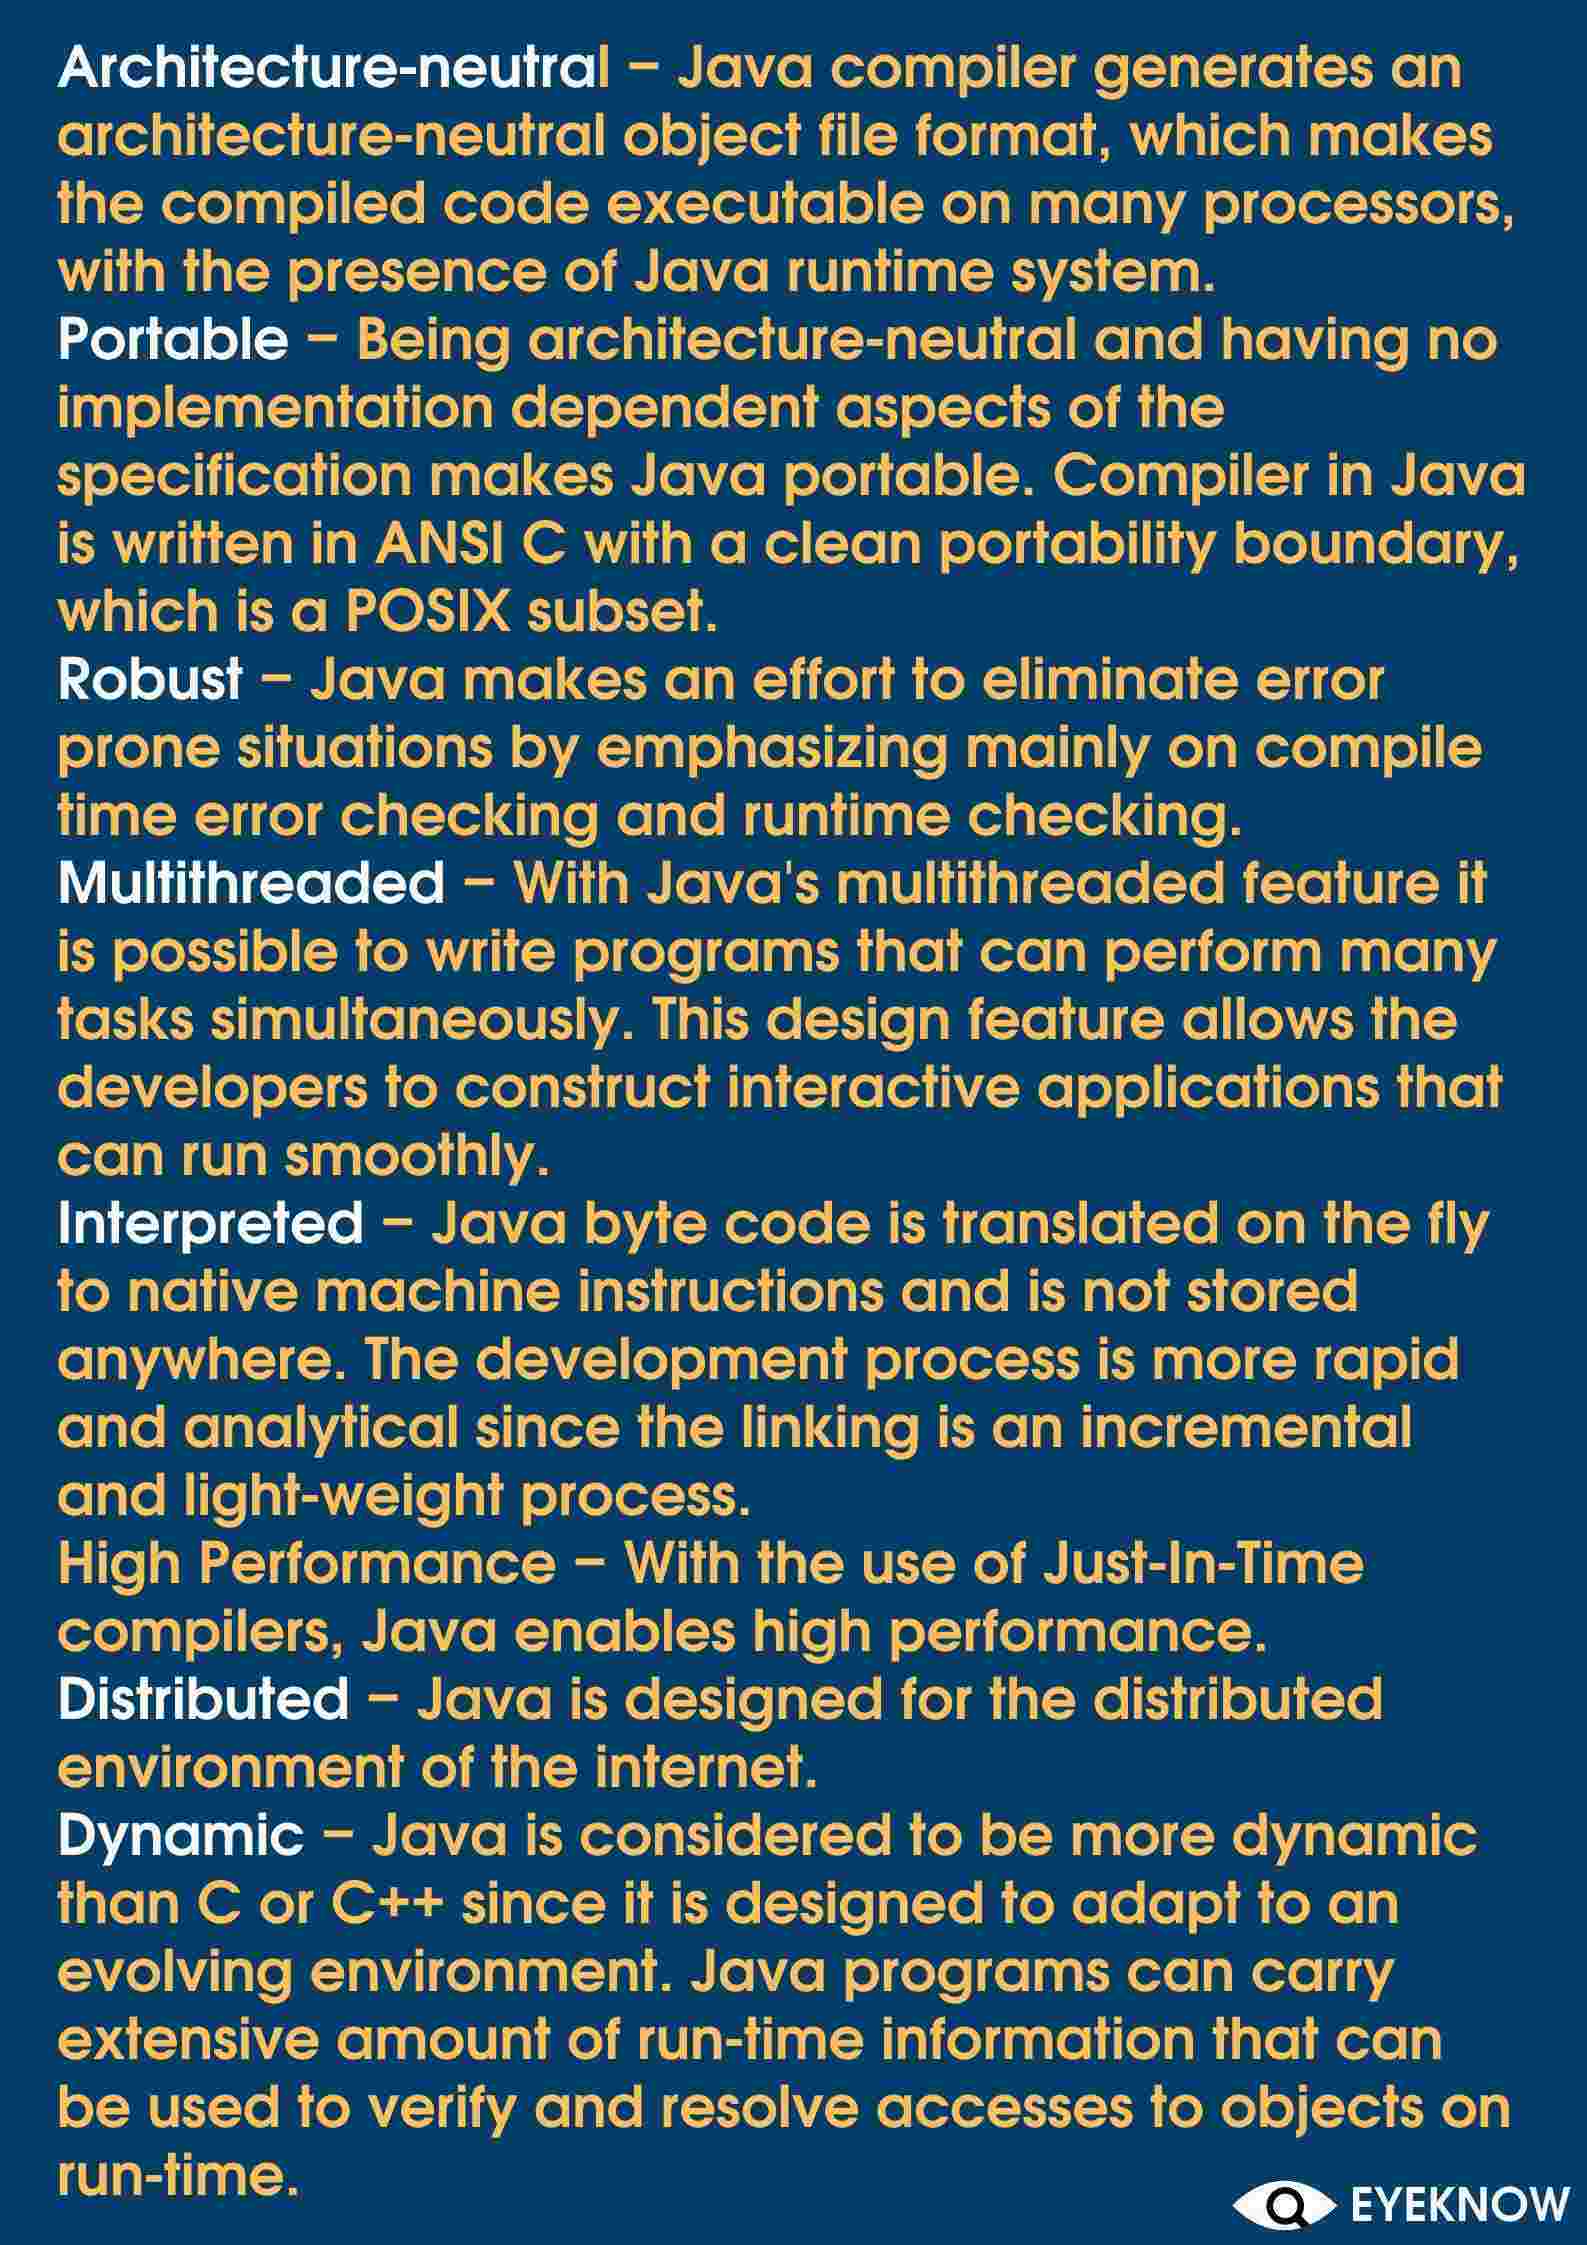 Architecture-neutral – Java compiler generates an
architecture-neutral object file format, which makes
the compiled code executable on many processors,
with the presence of Java runtime system.
Portable – Being architecture-neutral and having no
implementation dependent aspects of the
specification makes Java portable. Compiler in Java
is written in ANSI C with a clean portability boundary,
which is a POSIX subset.
Robust – Java makes an effort to eliminate error
prone situations by emphasizing mainly on compile
time error checking and runtime checking.
Multithreaded – With Java's multithreaded feature it
is possible to write programs that can perform many
tasks simultaneously. This design feature allows the
developers to construct interactive applications that
can run smoothly.
Interpreted – Java byte code is translated on the fly
to native machine instructions and is not stored
anywhere. The development process is more rapid
and analytical since the linking is an incremental
and light-weight process.
High Performance – With the use of Just-In-Time
compilers, Java enables high performance.
Distributed – Java is designed for the distributed
environment of the internet.
Dynamic – Java is considered to be more dynamic
than C or C++ since it is designed to adapt to an
evolving environment. Java programs can carry
extensive amount of run-time information that can
be used to verify and resolve accesses to objects on
run-time.
EYEKNOW